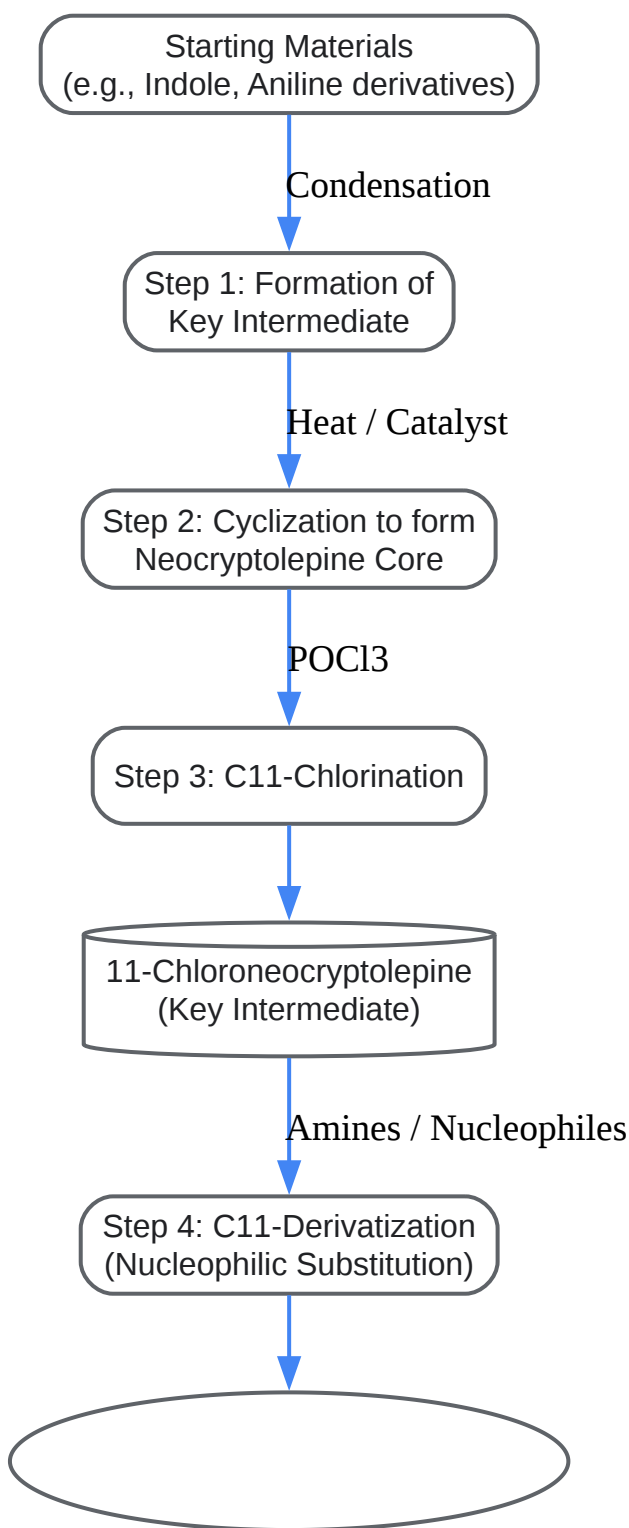 Starting Materials
(e.g., Indole, Aniline derivatives)
Condensation
Step 1: Formation of
Key Intermediate
Heat / Catalyst
Step 2: Cyclization to form
Neocryptolepine Core
POCl3
Step 3: C11-Chlorination
11-Chloroneocryptolepine
(Key Intermediate)
Amines / Nucleophiles
Step 4: C11-Derivatization
(Nucleophilic Substitution)